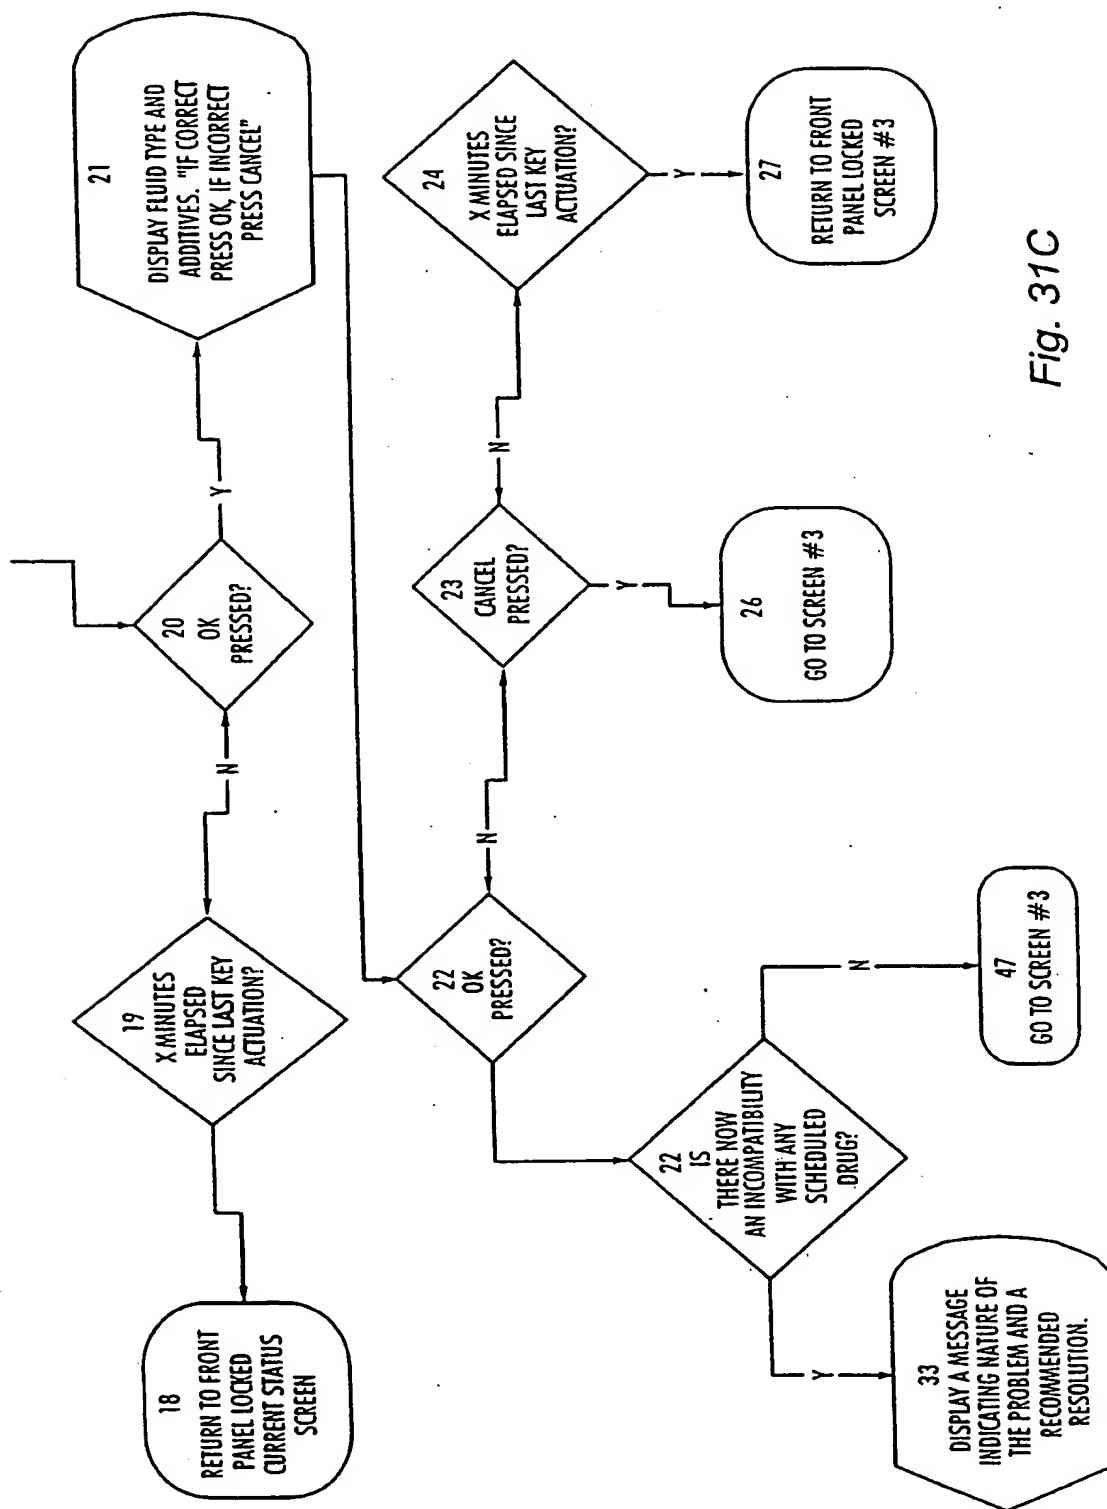 18
RETURN TO FRONT
PANEL LOCKED
CURRENT STATUS
SCREEN
19
X MINUTES
ELAPSED
SINCE LAST KEY
ACTUATION?
N
20
OK
PRESSED?
Y
21
DISPLAY FLUID TYPE AND
ADDITIVES. "IF CORRECT
PRESS OK, IF INCORRECT
PRESS CANCEL"
22
OK
PRESSED?
N
23
CANCEL
PRESSED?
N
24
X MINUTES
ELAPSED SINCE
LAST KEY
ACTUATION?
Y
Y
22
IS
THERE NOW
AN INCOMPATIBILITY
WITH ANY
SCHEDULED
DRUG?
N
47
GO TO SCREEN #3
26
GO TO SCREEN #3
27
RETURN TO FRONT
PANEL LOCKED
SCREEN #3
Y
33
DISPLAY A MESSAGE
INDICATING NATURE OF
THE PROBLEM AND A
RECOMMENDED
RESOLUTION.
Fig. 31C